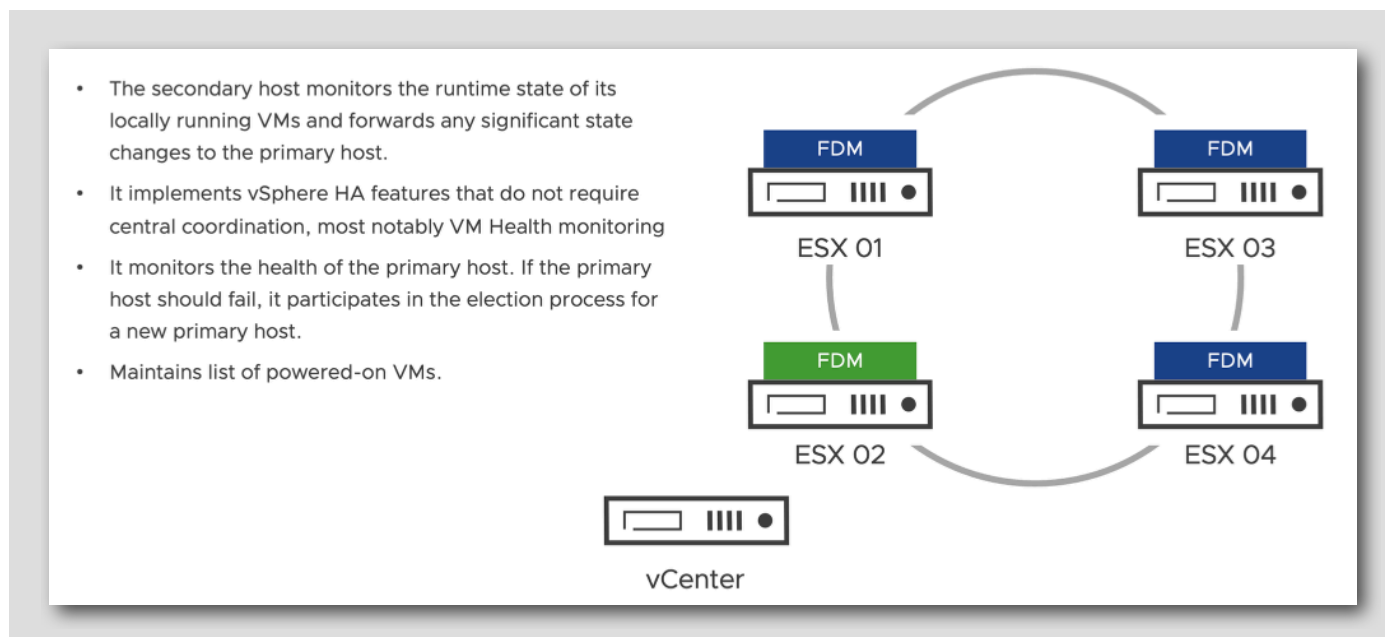 • The secondary host monitors the runtime state of its
locally running VMs and forwards any significant state
changes to the primary host.
• It implements vSphere HA features that do not require
central coordination, most notably VM Health monitoring
• It monitors the health of the primary host. If the primary
host should fail, it participates in the election process for
a new primary host.
• Maintains list of powered-on VMs.
FDM
FDM
ESX 01
ESX 03
FDM
FDM
ESX 02
ESX 04
vCenter